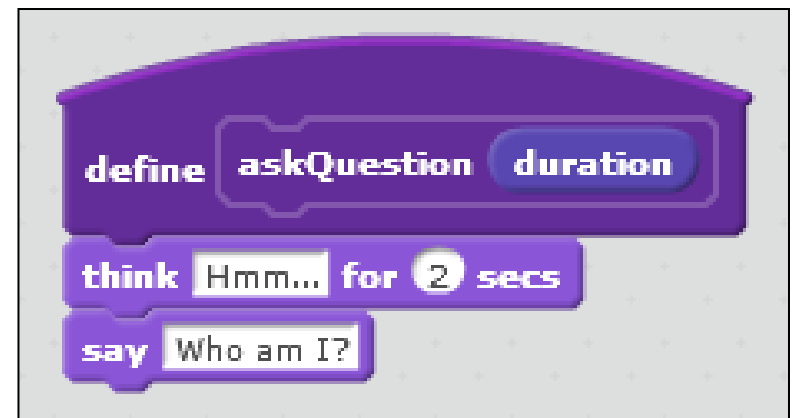 define askQuestion duration
think Hmm... for 2 secs
say Who am I?